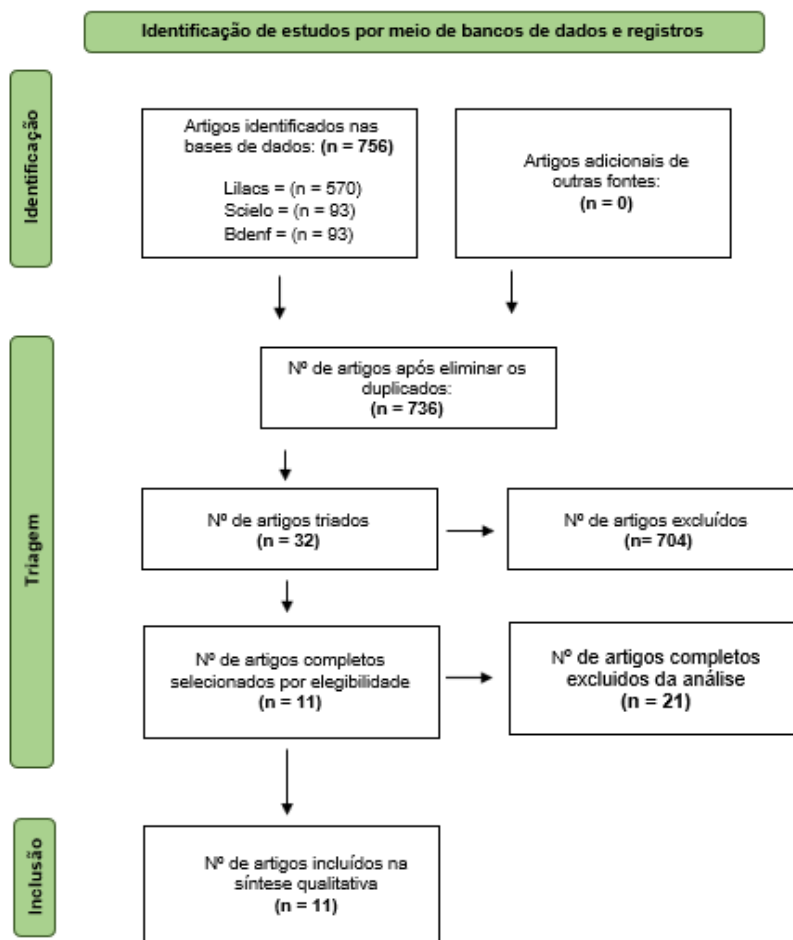 Identificação de estudos por meio de bancos de dados e registros
Identificação
Artigos identificados nas
bases de dados: (n = 756)
Lilacs = (n = 570)
Scielo = (n = 93)
Bdenf = (n = 93)
Artigos adicionais de
outras fontes:
(n = 0)
Triagem
Nº de artigos após eliminar os
duplicados:
(n = 736)
Nº de artigos triados
(n = 32)
Nº de artigos excluídos
(n= 704)
Nº de artigos completos
selecionados por elegibilidade
(n = 11)
Nº de artigos completos
excluidos da análise
(n = 21)
Inclusão
Nº de artigos incluídos na
síntese qualitativa
(n = 11)